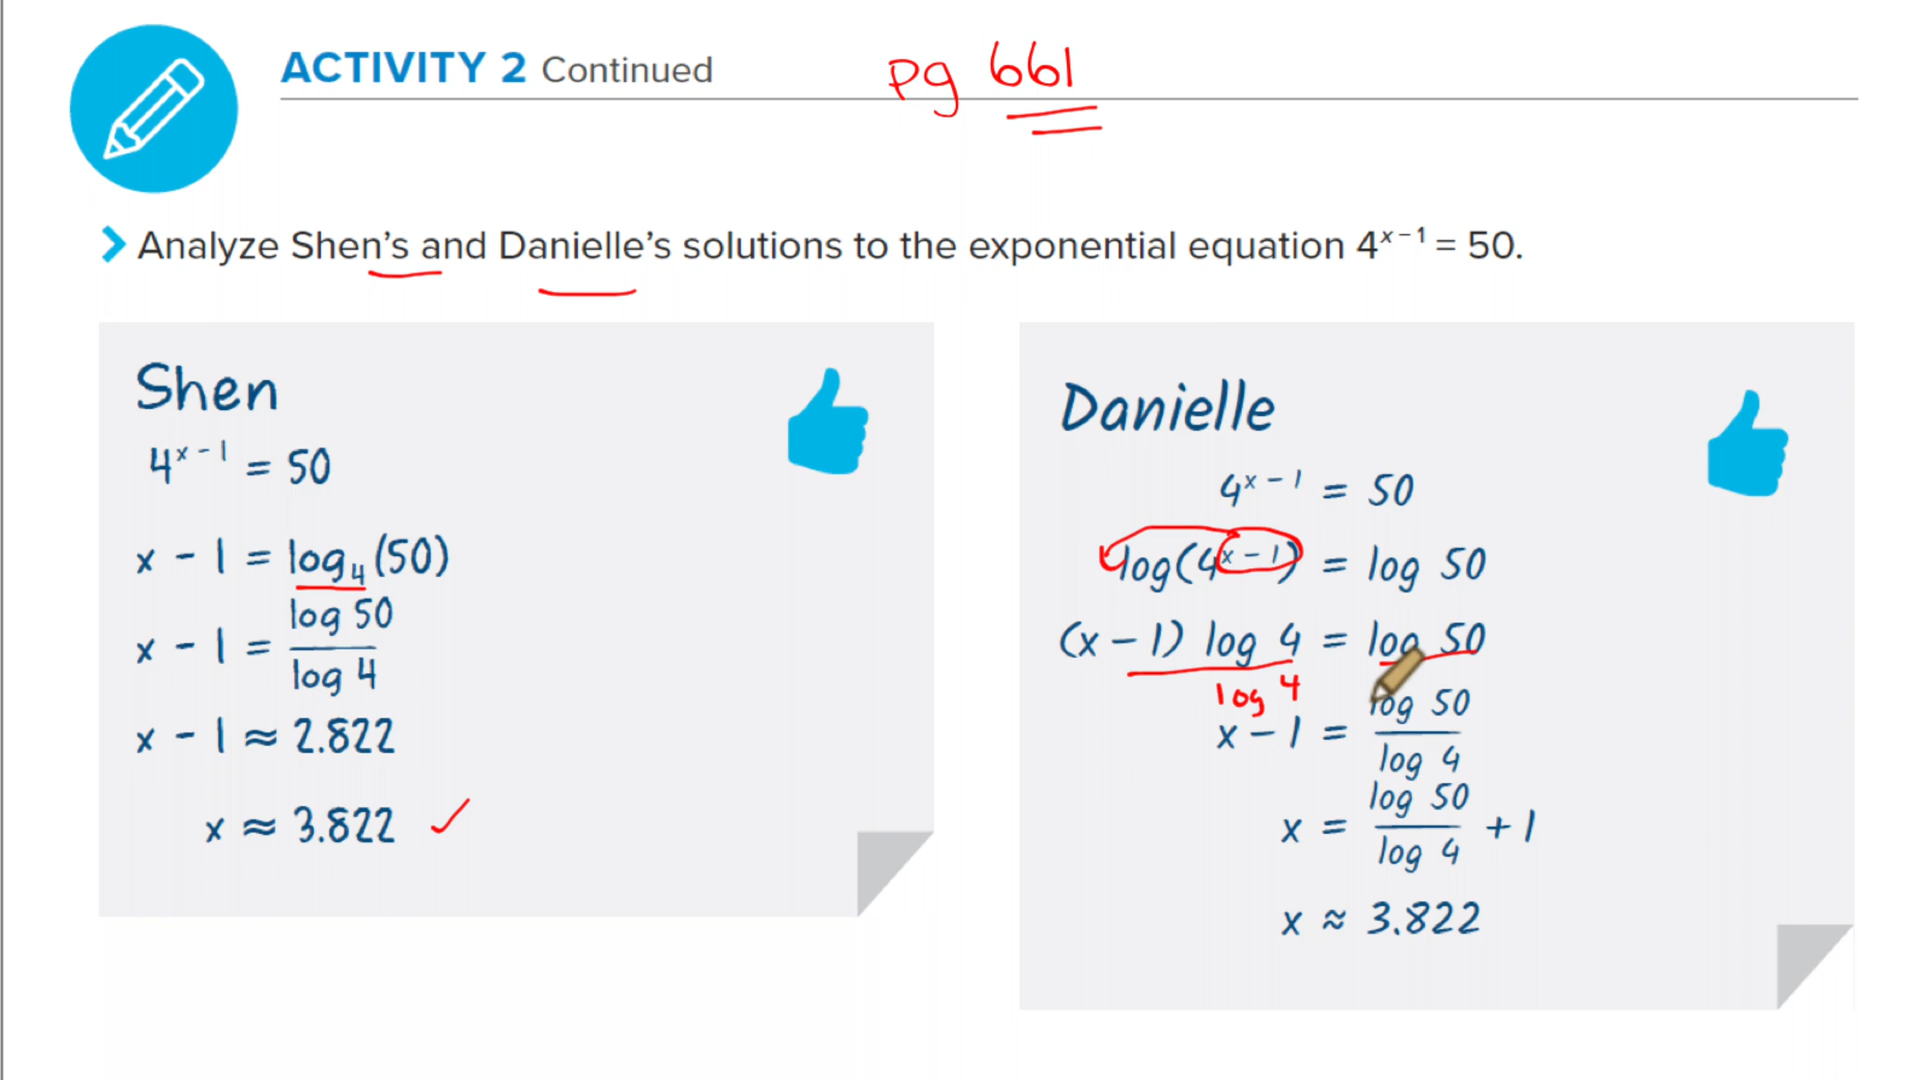 ACTIVITY 2 Continued pg 661
Analyze Shen's and Danielle's solutions to the exponential equation 4^(x − 1) = 50.
Shen
4^(x − 1) = 50
x − 1 = log₄(50)
x − 1 = log 50 / log 4
x − 1 ≈ 2.822
x ≈ 3.822 ✓
Danielle
4^(x − 1) = 50
log(4^(x − 1)) = log 50
(x − 1) log 4 = log 50
log 4
x − 1 = log 50 / log 4
x = log 50 / log 4 + 1
x ≈ 3.822